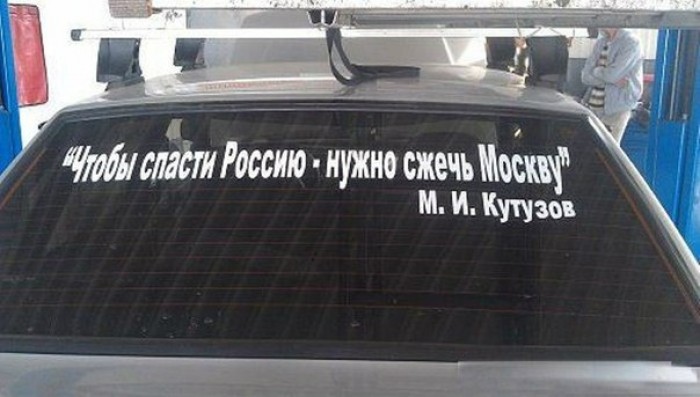 “Чтобы спасти Россию - нужно сжечь Москву”
М. И. Кутузов